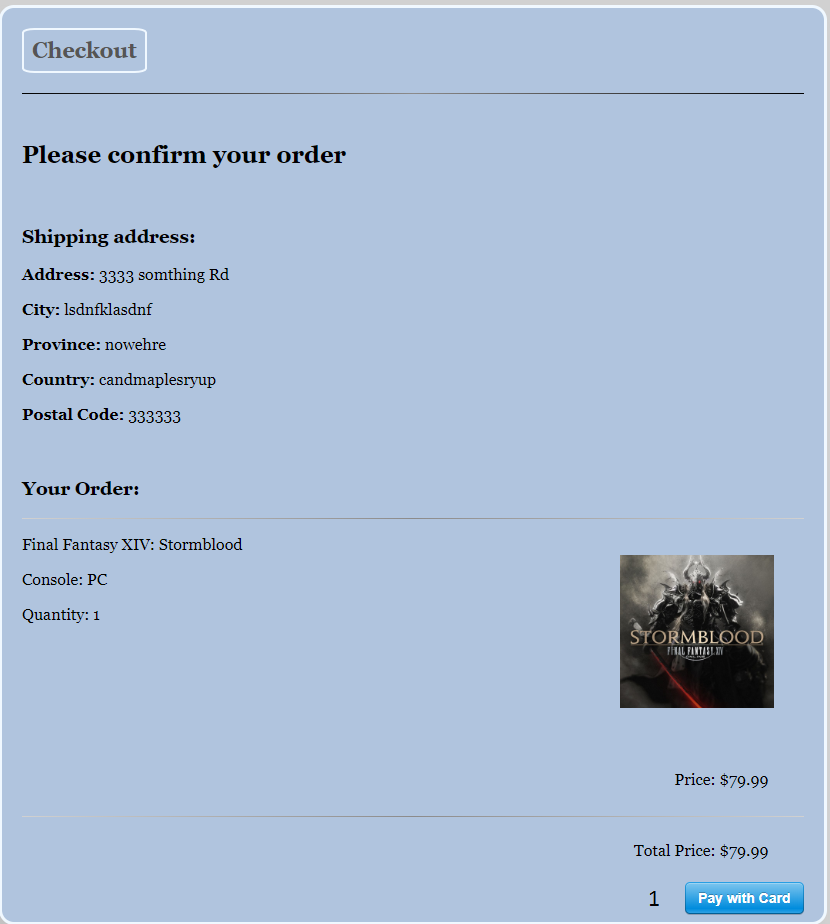 Checkout
Please confirm your order
Shipping address:
Address: 3333 somthing Rd
City: lsdnfklasdnf
Province: nowehre
Country: candmaplesryup
Postal Code: 333333
Your Order:
Final Fantasy XIV: Stormblood
Console: PC
Quantity: 1
STORMBLOOD
FINAL FANTASY XIV
Price: $79.99
Total Price: $79.99
1 Pay with Card